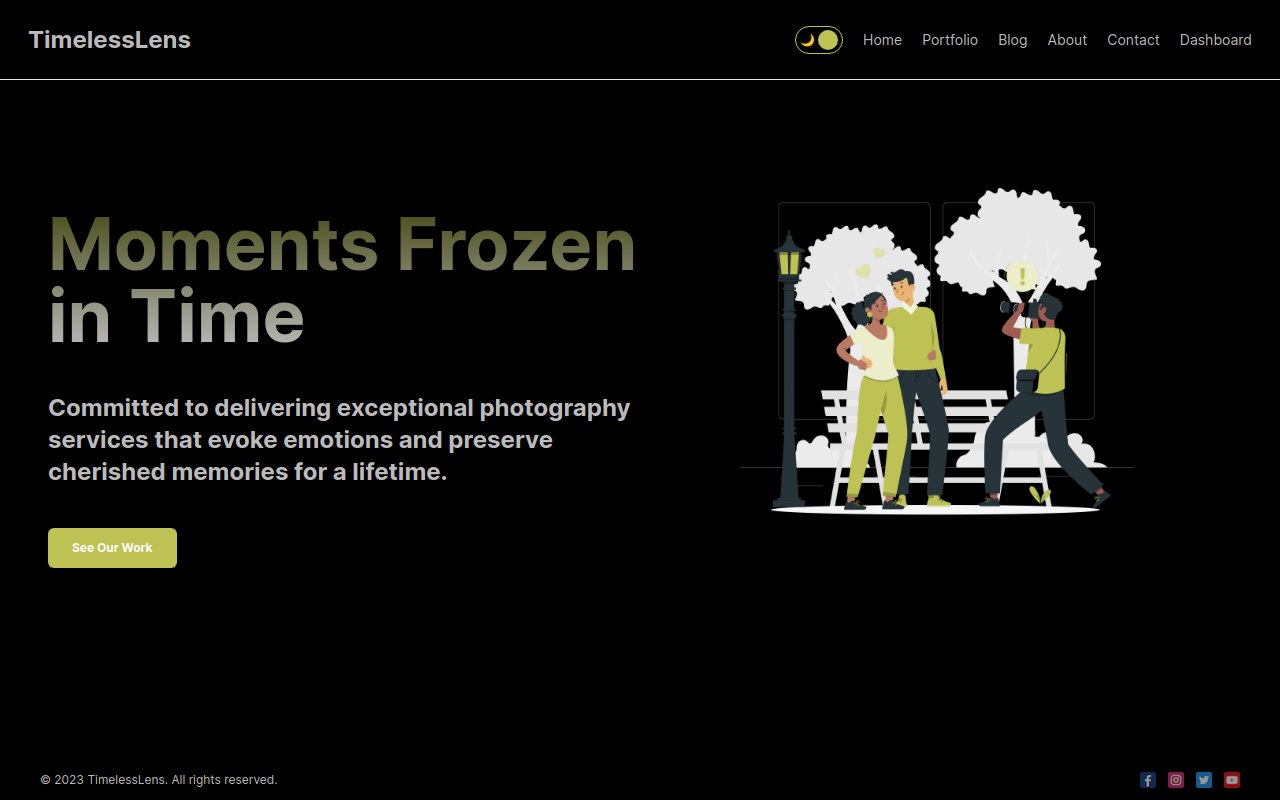 TimelessLens
Home Portfolio Blog About Contact Dashboard
Moments Frozen
in Time
Committed to delivering exceptional photography
services that evoke emotions and preserve
cherished memories for a lifetime.
See Our Work
© 2023 TimelessLens. All rights reserved.